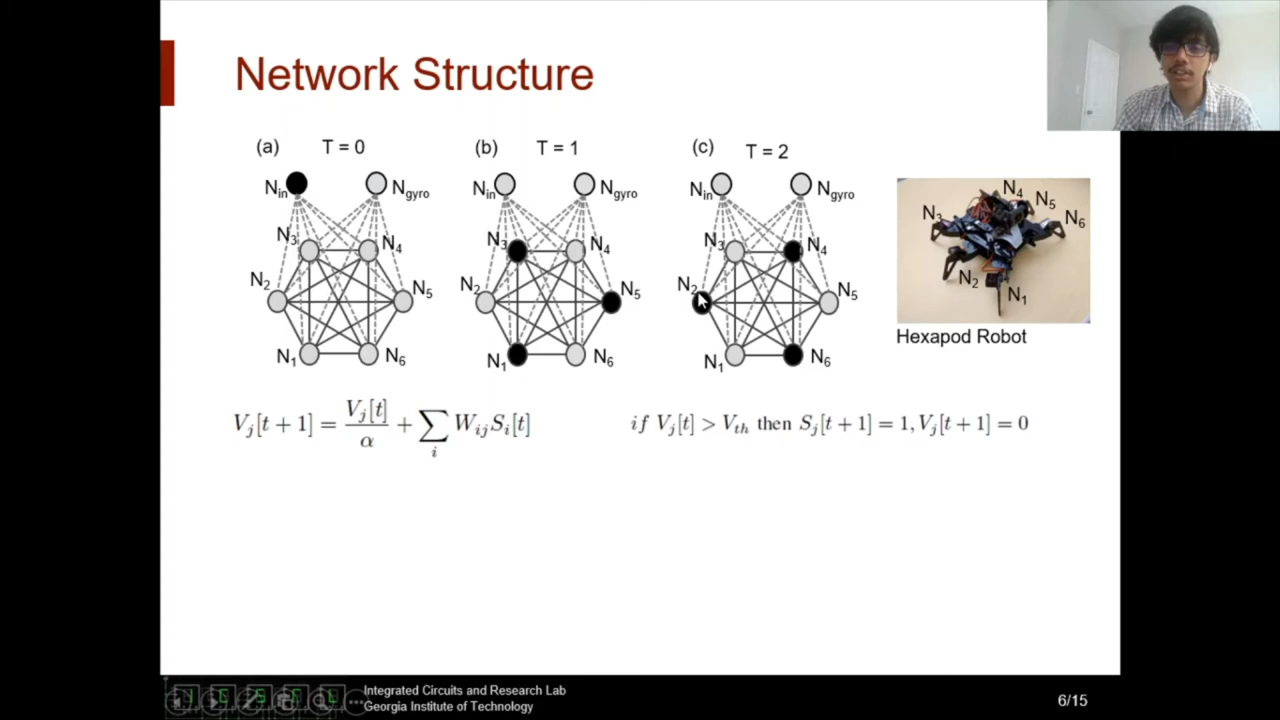 Network Structure
(a) T = 0
N_in N_gyro
N_3 N_4
N_2 N_5
N_1 N_6
(b) T = 1
N_in N_gyro
N_3 N_4
N_2 N_5
N_1 N_6
(c) T = 2
N_in N_gyro
N_3 N_4
N_2 N_5
N_1 N_6
N_4
N_5
N_3 N_6
N_2
N_1
Hexapod Robot
V_j[t + 1] = V_j[t]/α + ∑_i W_ij S_i[t]
if V_j[t] > V_th then S_j[t + 1] = 1, V_j[t + 1] = 0
Integrated Circuits and Research Lab
Georgia Institute of Technology
6/15